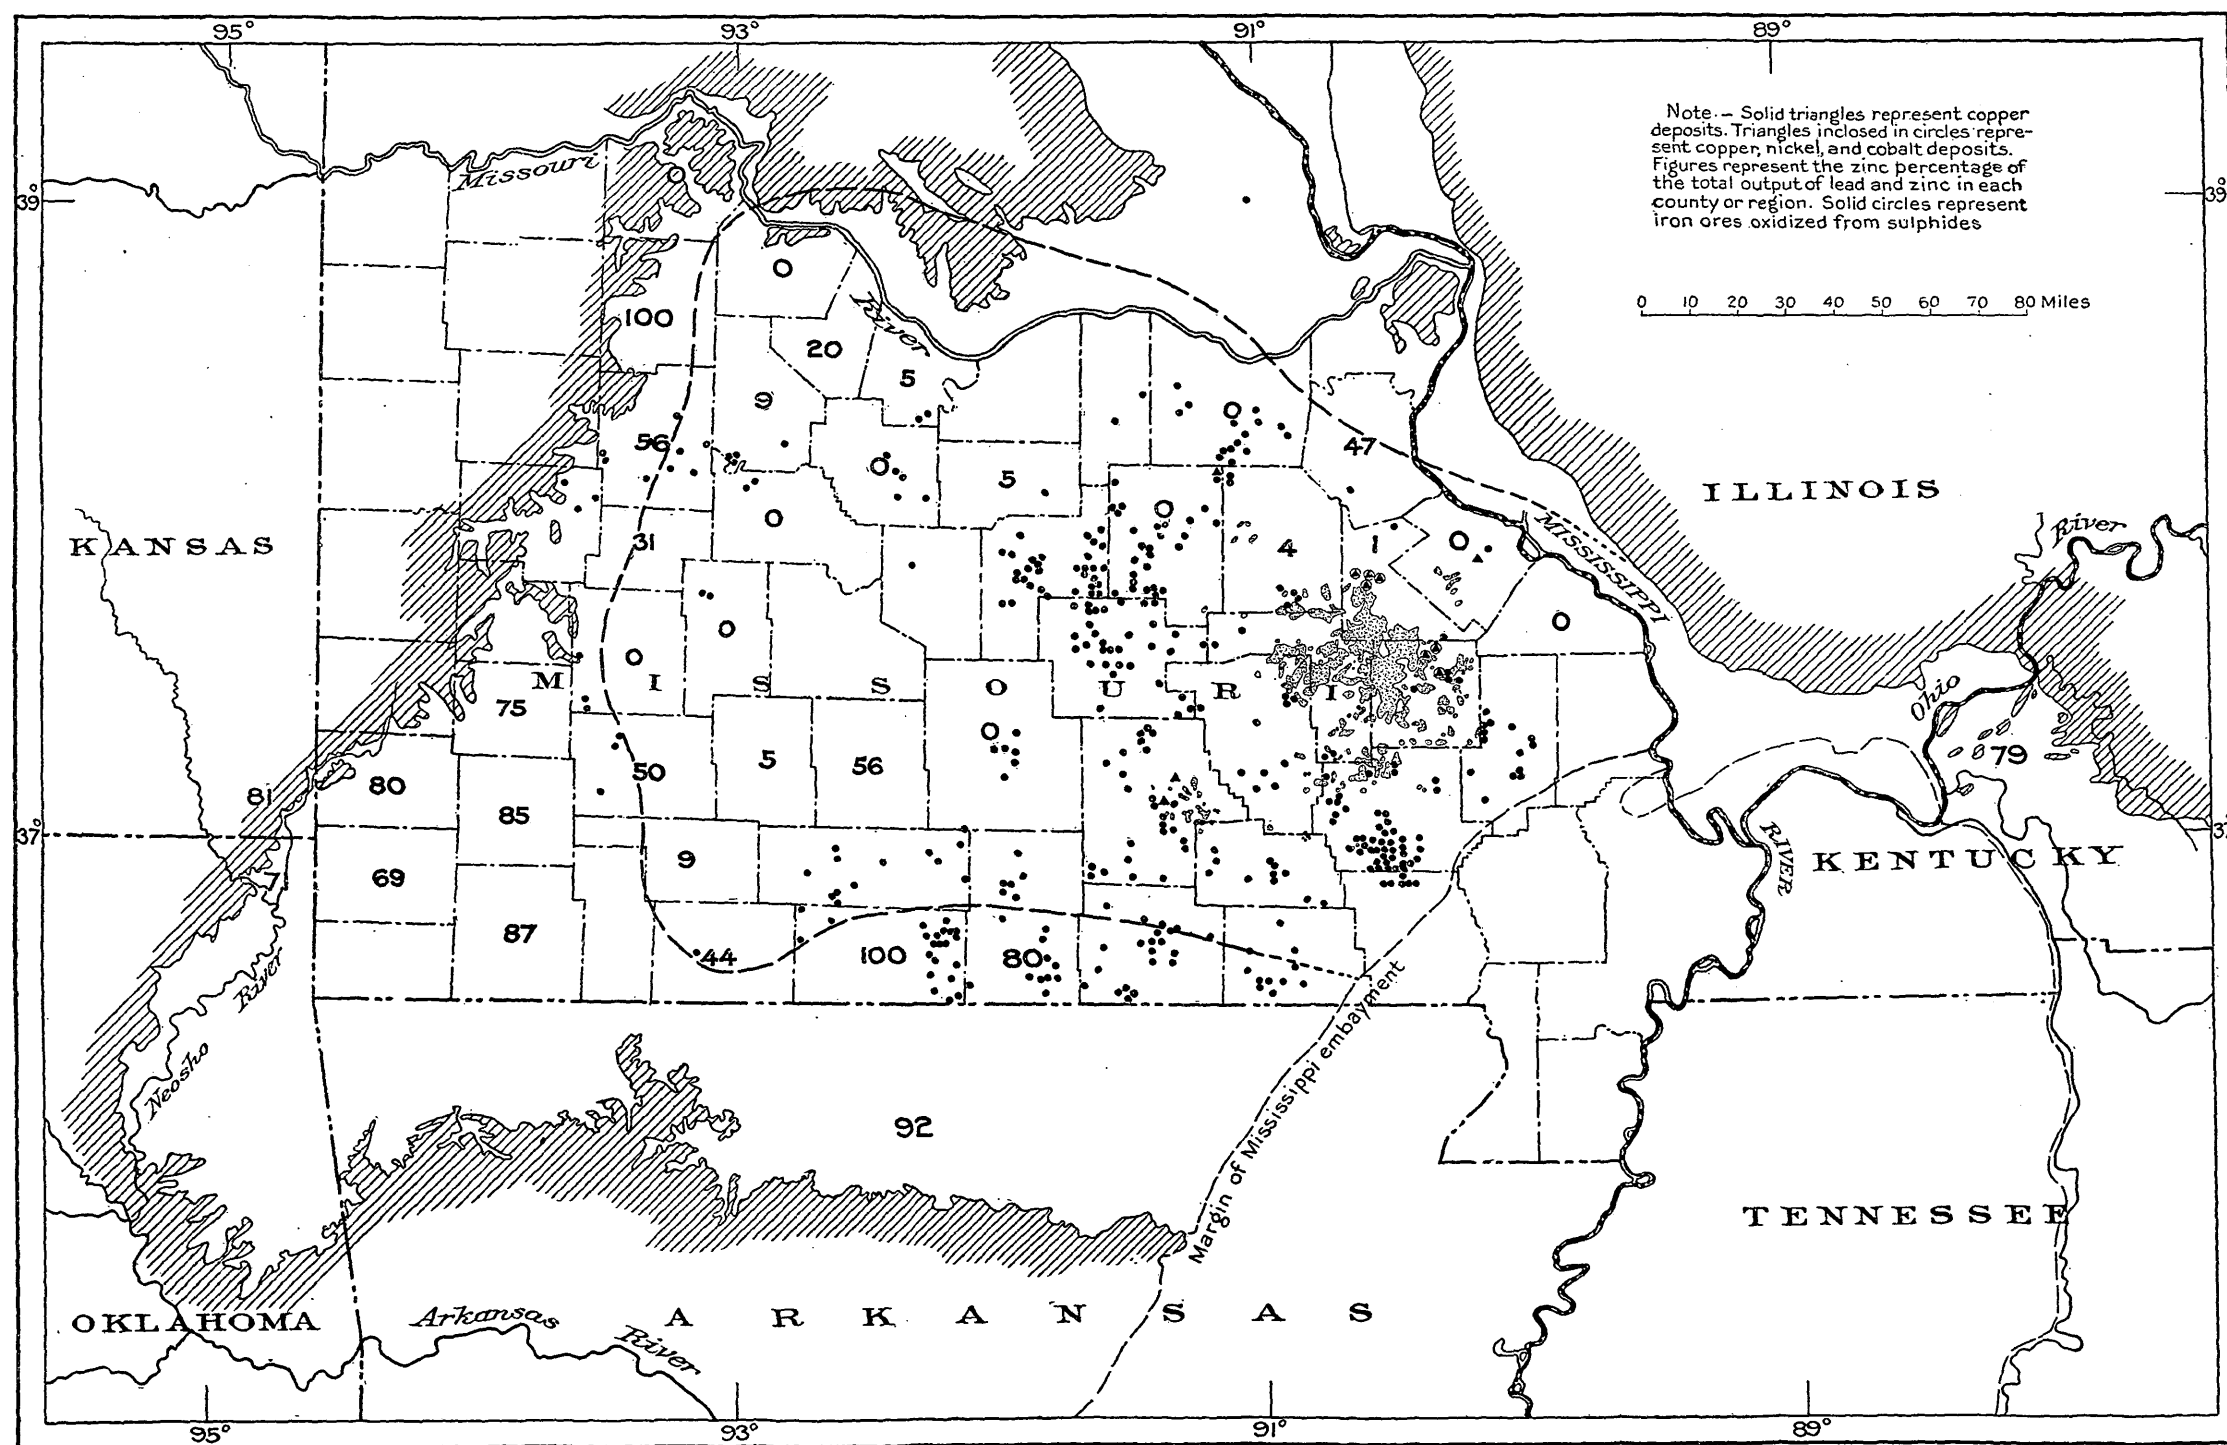 95°
93°
91°
89°
Note.— Solid triangles represent copper
deposits. Triangles inclosed in circles repre-
sent copper, nickel, and cobalt deposits.
Figures represent the zinc percentage of
the total output of lead and zinc in each
county or region. Solid circles represent
iron ores oxidized from sulphides
0 10 20 30 40 50 60 70 80 Miles
39°
39
Missouri
River
0
0
100
20
5
9
0
56
47
0
5
ILLINOIS
KANSAS
0
0
31
4
1
0
MISSISSIPPI
RIVER
River
Ohio
0
0
0
MISSOURI
75
0
5
56
50
79
81
80
85
37°
3
9
69
KENTUCKY
87
44
100
80
Neosho
River
Margin of Mississippi embayment
92
TENNESSEE
OKLAHOMA
Arkansas
River
ARKANSAS
95°
93°
91°
89°